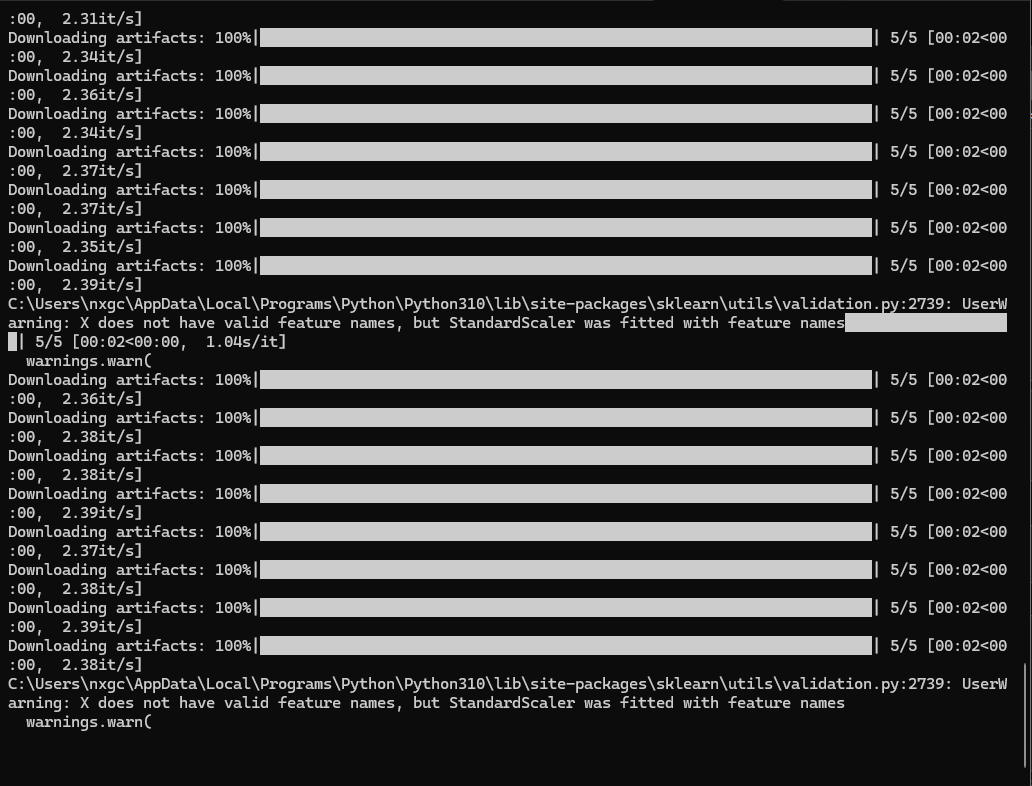 :00,  2.31it/s]
Downloading artifacts: 100%|██████████| 5/5 [00:02<00
:00,  2.34it/s]
Downloading artifacts: 100%|██████████| 5/5 [00:02<00
:00,  2.36it/s]
Downloading artifacts: 100%|██████████| 5/5 [00:02<00
:00,  2.34it/s]
Downloading artifacts: 100%|██████████| 5/5 [00:02<00
:00,  2.37it/s]
Downloading artifacts: 100%|██████████| 5/5 [00:02<00
:00,  2.37it/s]
Downloading artifacts: 100%|██████████| 5/5 [00:02<00
:00,  2.35it/s]
Downloading artifacts: 100%|██████████| 5/5 [00:02<00
:00,  2.39it/s]
C:\Users\nxgc\AppData\Local\Programs\Python\Python310\lib\site-packages\sklearn\utils\validation.py:2739: UserW
arning: X does not have valid feature names, but StandardScaler was fitted with feature names██████████
█| 5/5 [00:02<00:00,  1.04s/it]
  warnings.warn(
Downloading artifacts: 100%|██████████| 5/5 [00:02<00
:00,  2.36it/s]
Downloading artifacts: 100%|██████████| 5/5 [00:02<00
:00,  2.38it/s]
Downloading artifacts: 100%|██████████| 5/5 [00:02<00
:00,  2.38it/s]
Downloading artifacts: 100%|██████████| 5/5 [00:02<00
:00,  2.39it/s]
Downloading artifacts: 100%|██████████| 5/5 [00:02<00
:00,  2.37it/s]
Downloading artifacts: 100%|██████████| 5/5 [00:02<00
:00,  2.38it/s]
Downloading artifacts: 100%|██████████| 5/5 [00:02<00
:00,  2.39it/s]
Downloading artifacts: 100%|██████████| 5/5 [00:02<00
:00,  2.38it/s]
C:\Users\nxgc\AppData\Local\Programs\Python\Python310\lib\site-packages\sklearn\utils\validation.py:2739: UserW
arning: X does not have valid feature names, but StandardScaler was fitted with feature names
  warnings.warn(